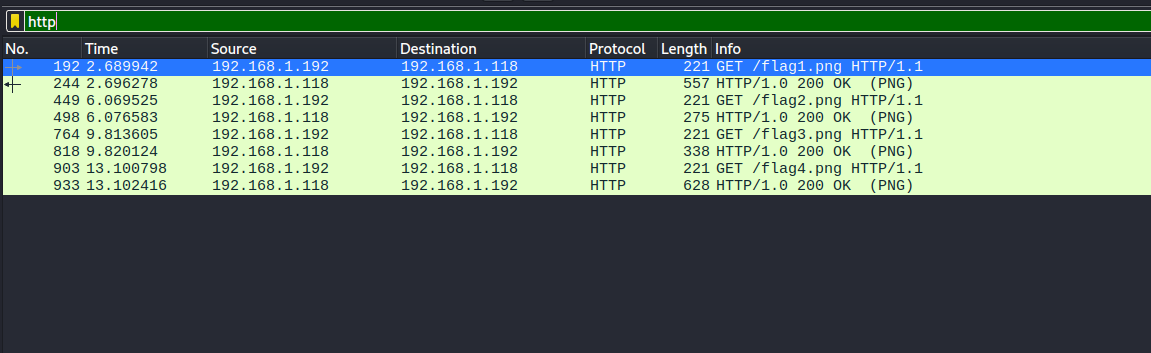 http
No. Time Source Destination Protocol Length Info
192 2.689942 192.168.1.192 192.168.1.118 HTTP 221 GET /flag1.png HTTP/1.1
244 2.696278 192.168.1.118 192.168.1.192 HTTP 557 HTTP/1.0 200 OK  (PNG)
449 6.069525 192.168.1.192 192.168.1.118 HTTP 221 GET /flag2.png HTTP/1.1
498 6.076583 192.168.1.118 192.168.1.192 HTTP 275 HTTP/1.0 200 OK  (PNG)
764 9.813605 192.168.1.192 192.168.1.118 HTTP 221 GET /flag3.png HTTP/1.1
818 9.820124 192.168.1.118 192.168.1.192 HTTP 338 HTTP/1.0 200 OK  (PNG)
903 13.100798 192.168.1.192 192.168.1.118 HTTP 221 GET /flag4.png HTTP/1.1
933 13.102416 192.168.1.118 192.168.1.192 HTTP 628 HTTP/1.0 200 OK  (PNG)